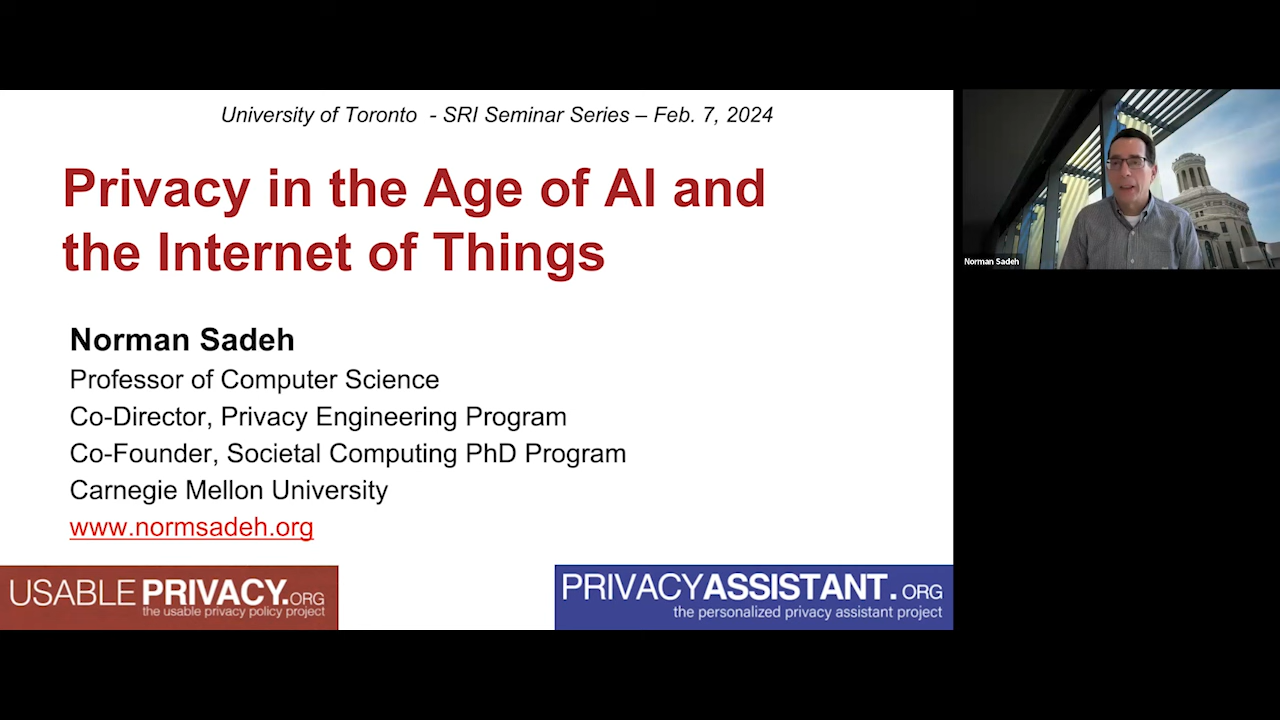 University of Toronto - SRI Seminar Series – Feb. 7, 2024
Privacy in the Age of AI and
the Internet of Things
Norman Sadeh
Professor of Computer Science
Co-Director, Privacy Engineering Program
Co-Founder, Societal Computing PhD Program
Carnegie Mellon University
www.normsadeh.org
USABLE PRIVACY.ORG
the usable privacy policy project
PRIVACYASSISTANT.ORG
the personalized privacy assistant project
Norman Sadeh